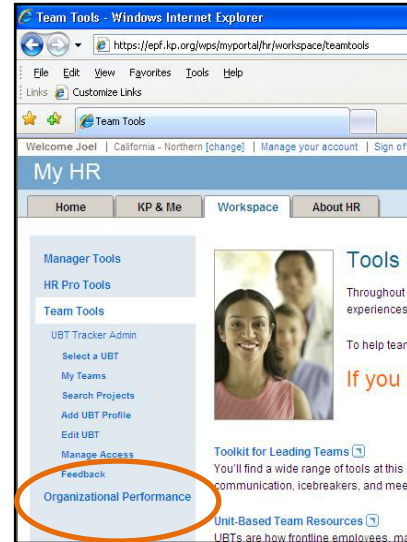 Team Tools - Windows Internet Explorer
https://epf.kp.org/wps/myportal/hr/workspace/teamtools
File Edit View Favorites Tools Help
Links Customize Links
Team Tools
Welcome Joel | California - Northern [change] | Manage your account | Sign of
My HR
Home KP & Me Workspace About HR
Manager Tools
HR Pro Tools
Team Tools
UBT Tracker Admin
Select a UBT
My Teams
Search Projects
Add UBT Profile
Edit UBT
Manage Access
Feedback
Organizational Performance
Tools
Throughout
experiences
To help tean
If you
Toolkit for Leading Teams
You'll find a wide range of tools at this
communication, icebreakers, and mee
Unit-Based Team Resources
UBTs are how frontline employees, ma